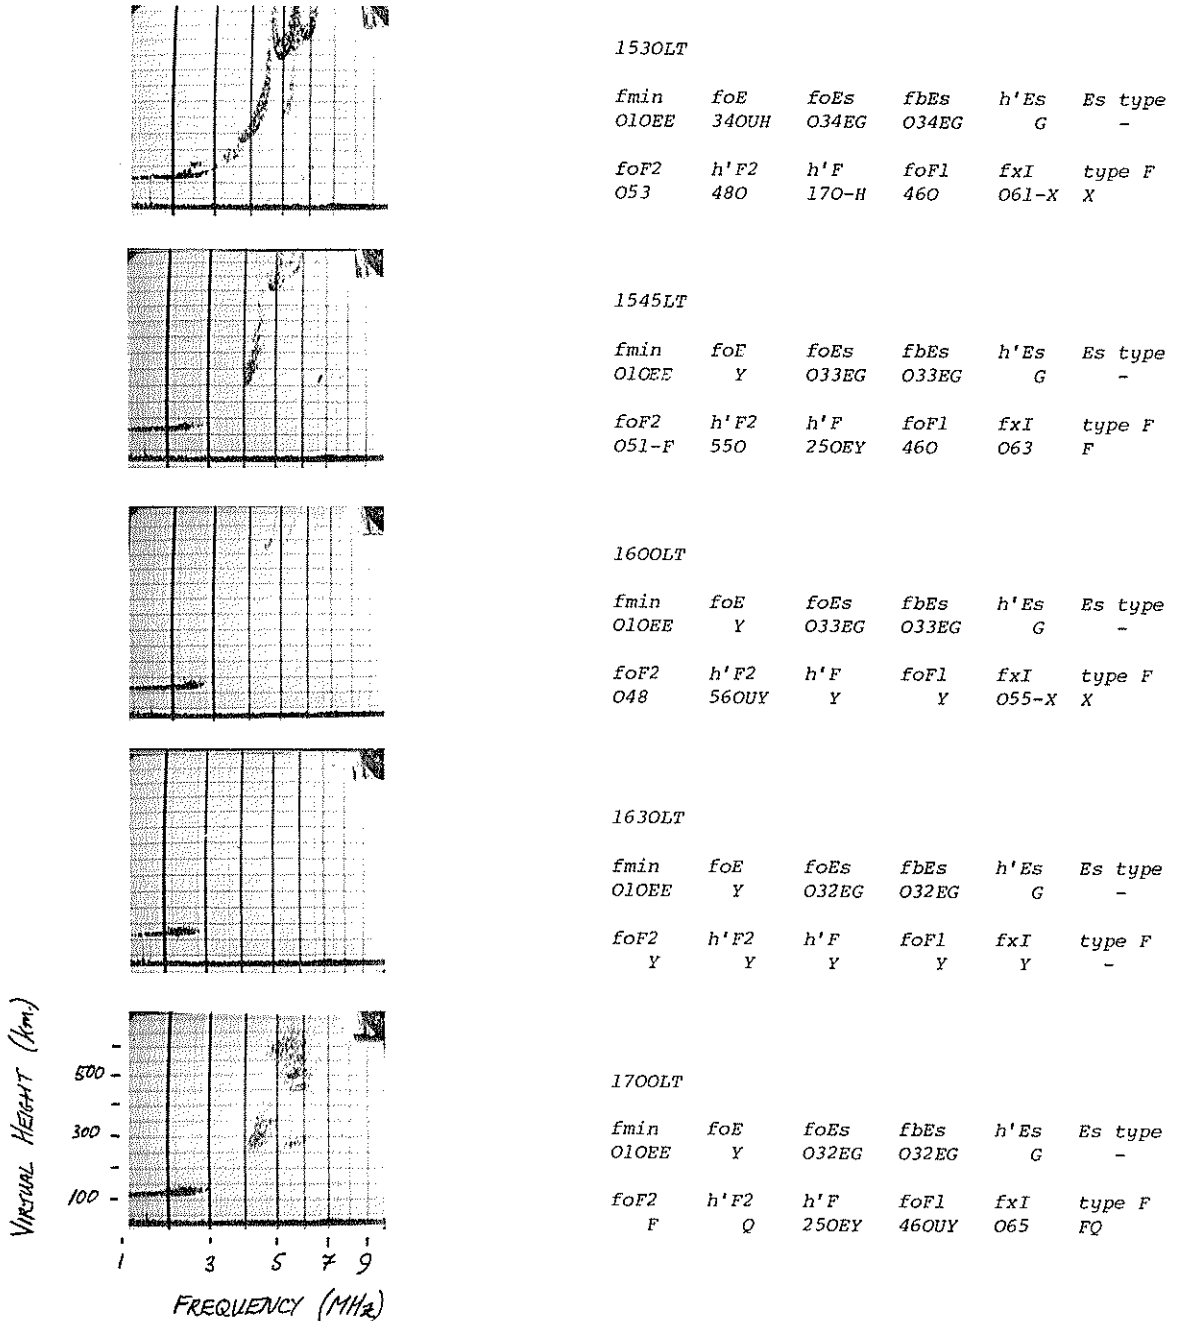 1530LT
fmin foE foEs fbEs h'Es Es type
010EE 340UH 034EG 034EG G -
foF2 h'F2 h'F foF1 fxI type F
053 480 170-H 460 061-X X
1545LT
fmin foE foEs fbEs h'Es Es type
010EE Y 033EG 033EG G -
foF2 h'F2 h'F foF1 fxI type F
051-F 550 250EY 460 063 F
1600LT
fmin foE foEs fbEs h'Es Es type
010EE Y 033EG 033EG G -
foF2 h'F2 h'F foF1 fxI type F
048 560UY Y Y 055-X X
1630LT
fmin foE foEs fbEs h'Es Es type
010EE Y 032EG 032EG G -
foF2 h'F2 h'F foF1 fxI type F
Y Y Y Y Y -
1700LT
fmin foE foEs fbEs h'Es Es type
010EE Y 032EG 032EG G -
foF2 h'F2 h'F foF1 fxI type F
F Q 250EY 460UY 065 FQ
VIRTUAL HEIGHT (km)
500
300
100
1 3 5 7 9
FREQUENCY (MHz)